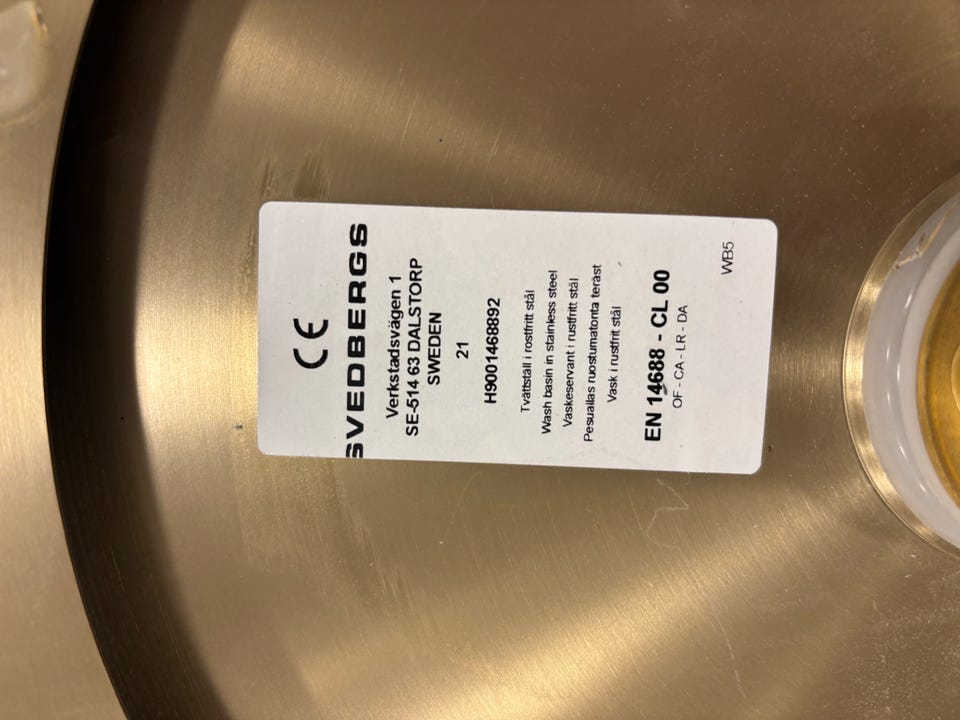 CE
SVEDBERGS
Verkstadsvägen 1
SE-514 63 DALSTORP
SWEDEN
21
H9001468892
Tvättställ i rostfritt stål
Wash basin in stainless steel
Vaskeservant i rustfritt stål
Pesuallas ruostumatonta teräst
Vask i rustfrit stål
EN 14688 - CL 00
OF - CA - LR - DA
WB5